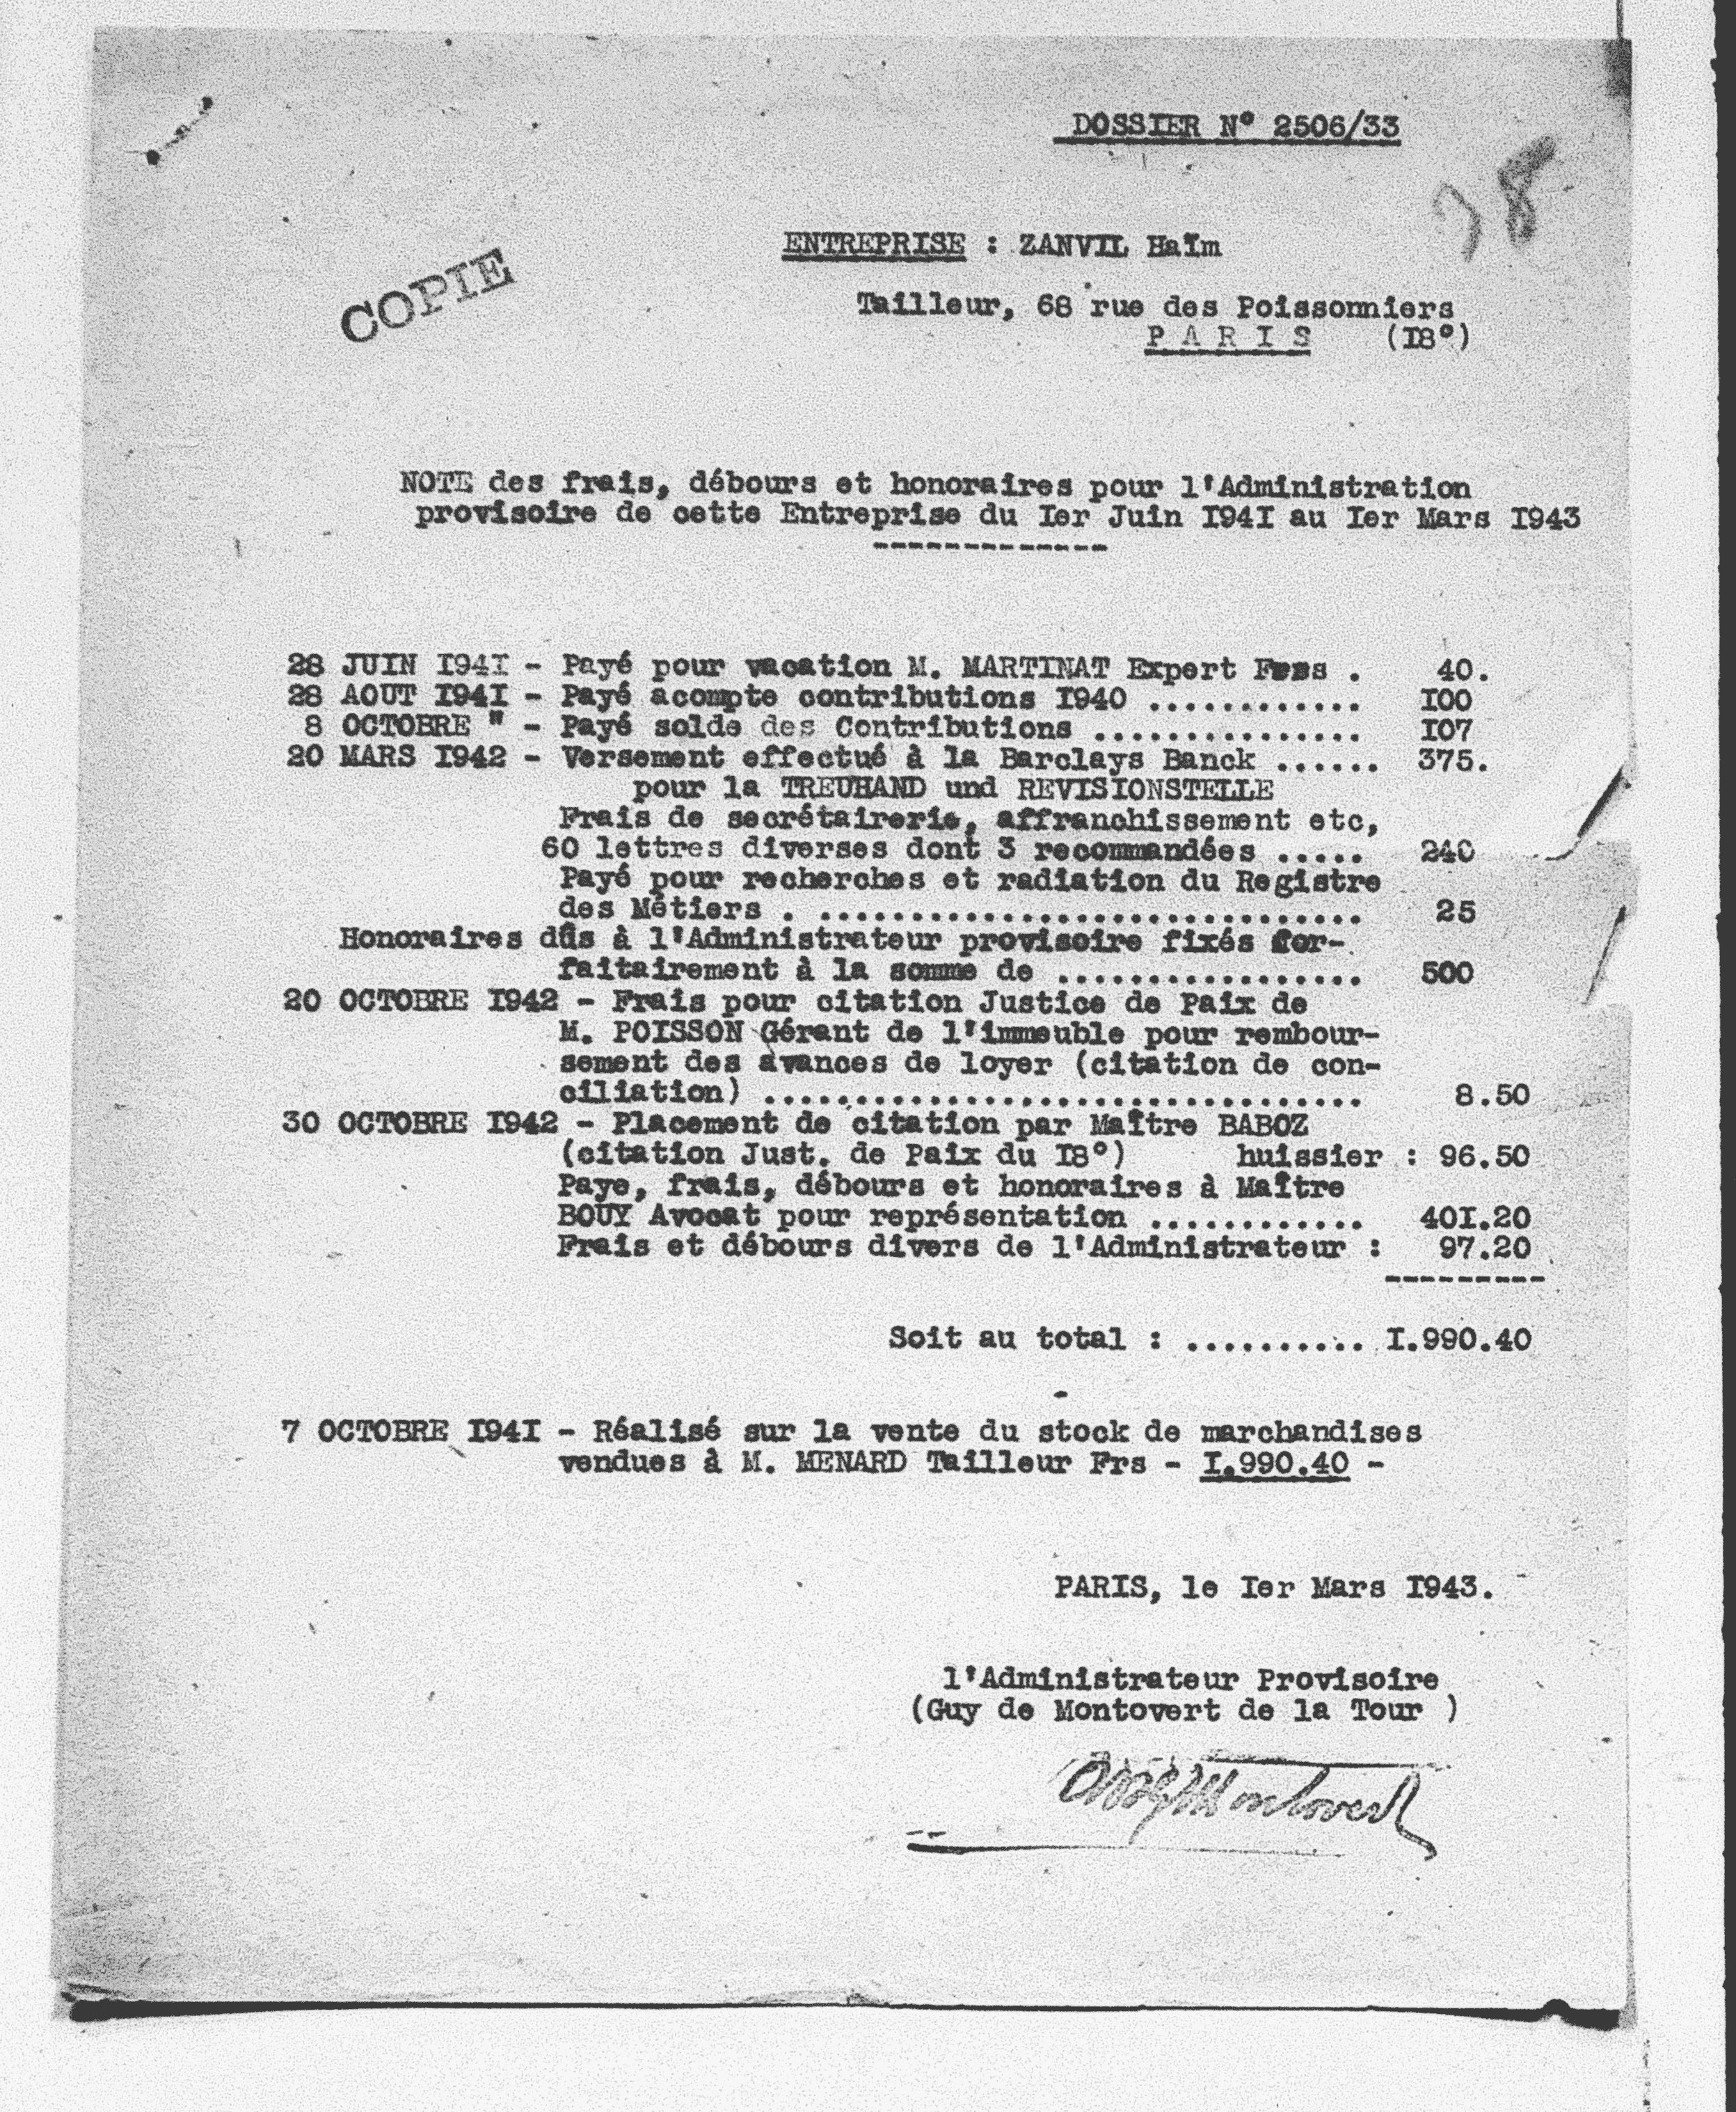 DOSSIER N° 2506/33
28
COPIE
ENTREPRISE : ZANVIL Haïm
Tailleur, 68 rue des Poissonniers
P A R I S (I8°)
NOTE des frais, débours et honoraires pour l'Administration
provisoire de cette Entreprise du Ier Juin I94I au Ier Mars I943
-------------
28 JUIN I94I - Payé pour vacation M. MARTINAT Expert . 40.
28 AOUT I94I - Payé acompte contributions I940 ............ I00
8 OCTOBRE " - Payé solde des Contributions ............... I07
20 MARS I942 - Versement effectué à la Barclays Banck ...... 375.
pour la TREUHAND und REVISIONSTELLE
Frais de secrétairerie, affranchissement etc,
60 lettres diverses dont 3 recommandées ..... 240
Payé pour recherches et radiation du Registre
des Métiers . .............................. 25
Honoraires dûs à l'Administrateur provisoire fixés for-
faitairement à la somme de ................. 500
20 OCTOBRE I942 - Frais pour citation Justice de Paix de
M. POISSON Gérant de l'immeuble pour rembour-
sement des avances de loyer (citation de con-
ciliation) ................................. 8.50
30 OCTOBRE I942 - Placement de citation par Maître BABOZ
(citation Just. de Paix du I8°) huissier : 96.50
Paye, frais, débours et honoraires à Maître
BOUY Avocat pour représentation ............ 40I.20
Frais et débours divers de l'Administrateur : 97.20
---------
Soit au total : .......... I.990.40
-
7 OCTOBRE I94I - Réalisé sur la vente du stock de marchandises
vendues à M. MENARD Tailleur Frs - I.990.40 -
PARIS, le Ier Mars I943.
l'Administrateur Provisoire
(Guy de Montovert de la Tour )